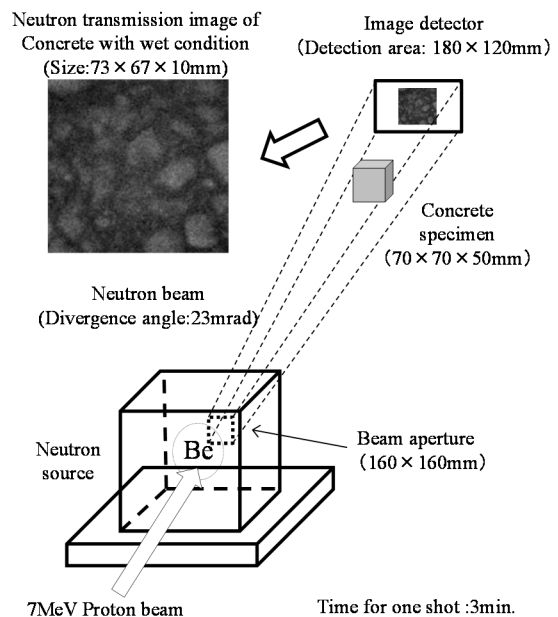 Neutron transmission image of
Concrete with wet condition
(Size:73×67×10mm)
Image detector
(Detection area: 180×120mm)
Concrete
specimen
(70×70×50mm)
Neutron beam
(Divergence angle:23mrad)
Neutron
source
Be
Beam aperture
(160×160mm)
7MeV Proton beam
Time for one shot :3min.